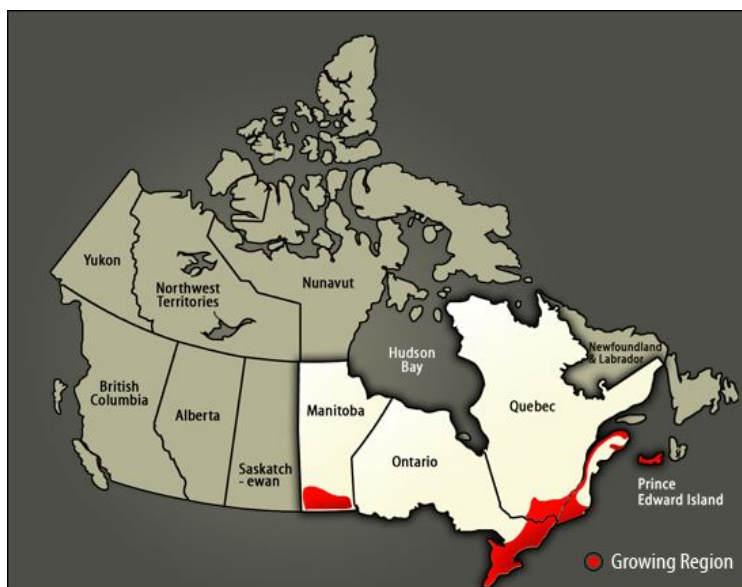 Yukon
Northwest
Territories
Nunavut
British
Columbia
Alberta
Saskatch
- ewan
Manitoba
Hudson
Bay
Ontario
Quebec
Newfoundland
& Labrador
Prince
Edward Island
Growing Region